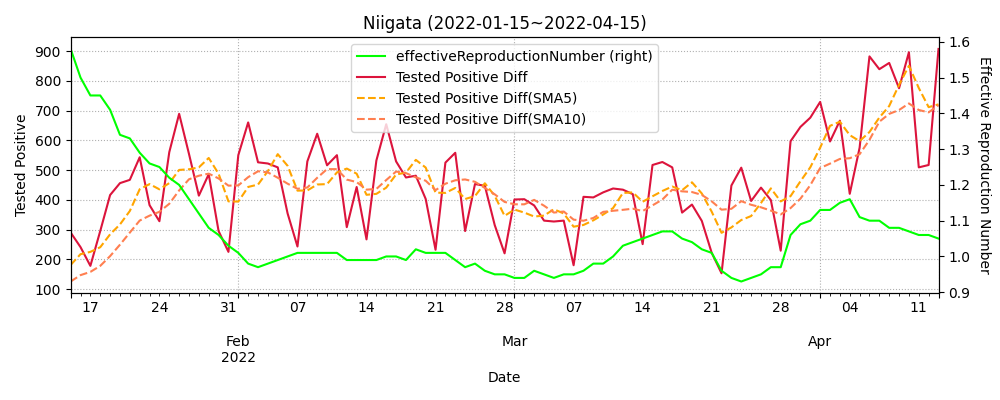 Niigata (2022-01-15~2022-04-15)
effectiveReproductionNumber (right)
Tested Positive Diff
Tested Positive Diff(SMA5)
Tested Positive Diff(SMA10)
Tested Positive
900
800
700
600
500
400
300
200
100
1.6
1.5
1.4
1.3
1.2
1.1
1.0
0.9
Effective Reproduction Number
17 24 31 07 14 21 28 07 14 21 28 04 11
Feb Mar Apr
2022
Date